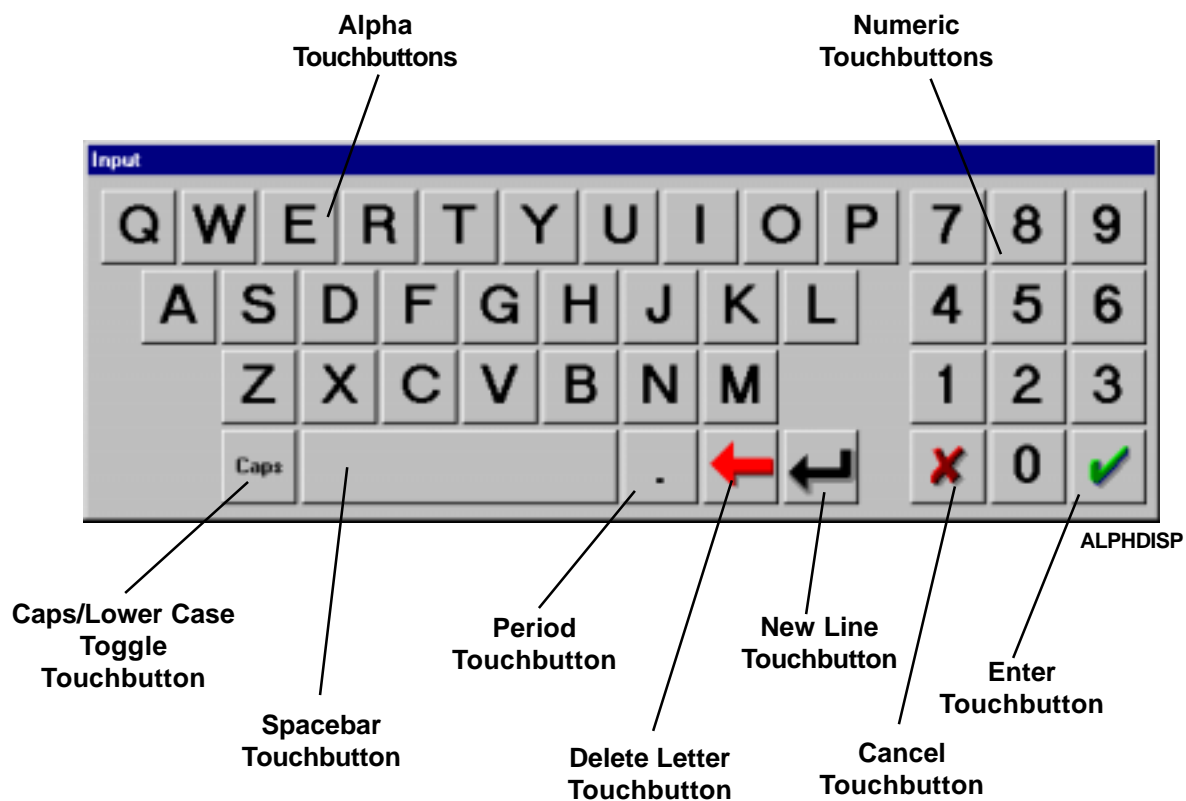 Alpha
Touchbuttons
Numeric
Touchbuttons
Input
Q W E R T Y U I O P 7 8 9
A S D F G H J K L 4 5 6
Z X C V B N M 1 2 3
Caps . 0
ALPHDISP
Caps/Lower Case
Toggle
Touchbutton
Spacebar
Touchbutton
Period
Touchbutton
Delete Letter
Touchbutton
New Line
Touchbutton
Cancel
Touchbutton
Enter
Touchbutton